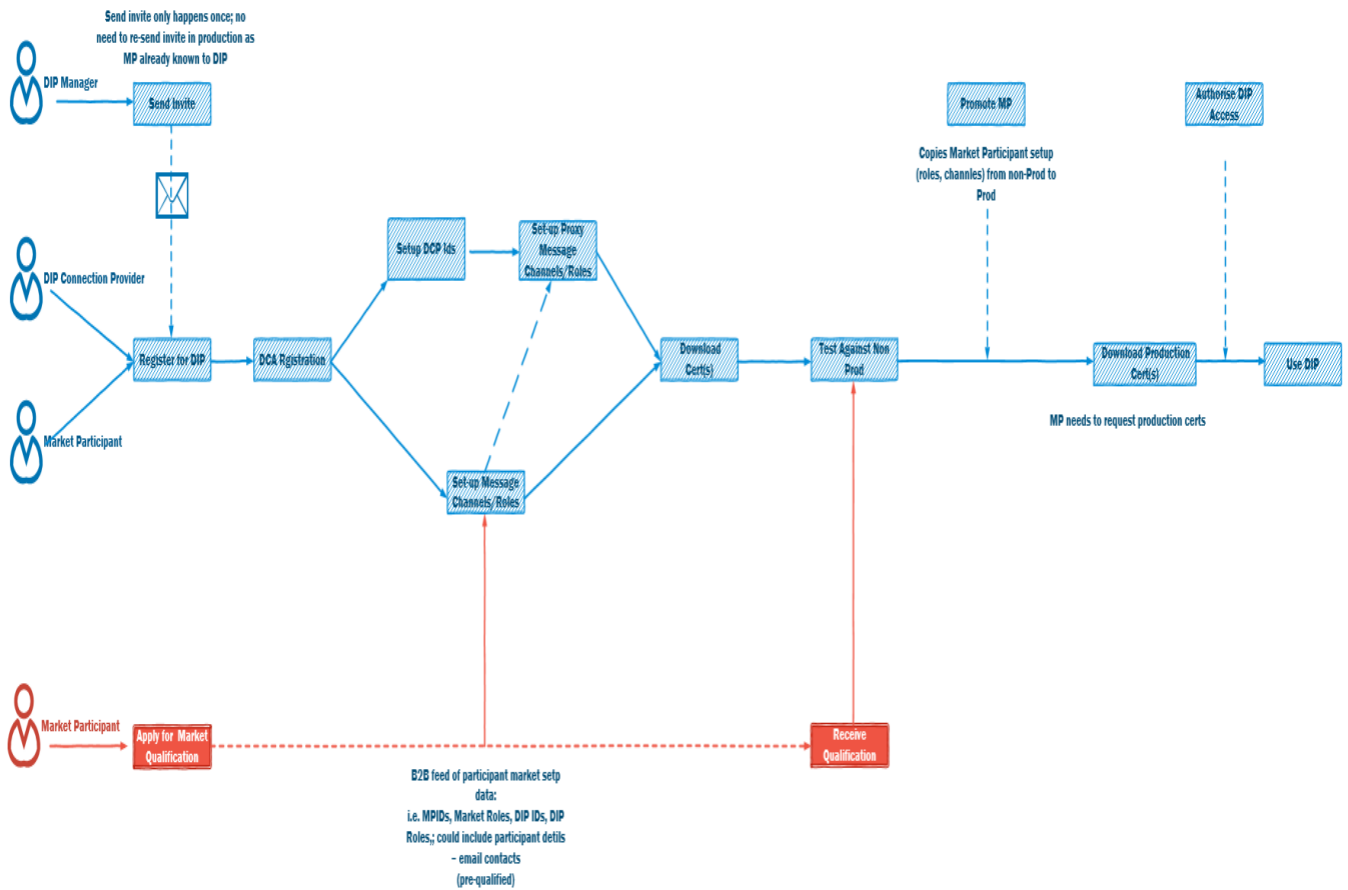 Send invite only happens once; no
need to re-send invite in production as
MP already known to DIP
DIP Manager
Send Invite
Promote MP
Authorise DIP
Access
Copies Market Participant setup
(roles, channles) from non-Prod to
Prod
DIP Connection Provider
Setup DCP Ids
Set-up Proxy
Message
Channels/Roles
Register for DIP
DCA Rgistration
Download
Cert(s)
Test Against Non
Prod
Download Production
Cert(s)
Use DIP
MP needs to request production certs
Market Participant
Set-up Message
Channels/Roles
Market Participant
Apply for Market
Qualification
Receive
Qualification
B2B feed of participant market setp
data:
i.e. MPIDs, Market Roles, DIP IDs, DIP
Roles,; could include participant detils
– email contacts
(pre-qualified)